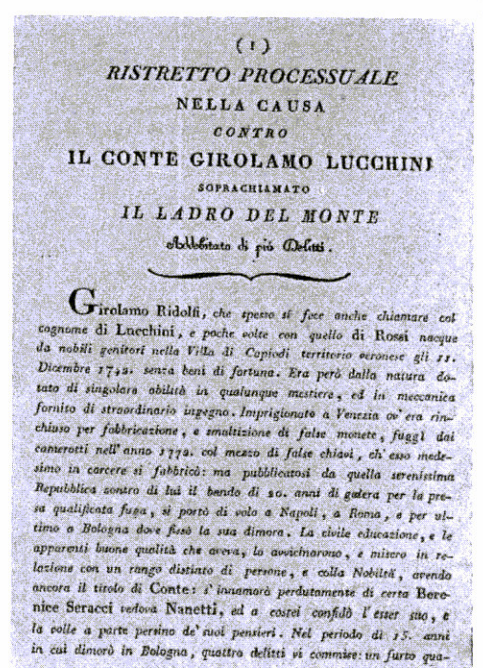 (1)
RISTRETTO PROCESSUALE
NELLA CAUSA
CONTRO
IL CONTE GIROLAMO LUCCHINI
SOPRACHIAMATO
IL LADRO DEL MONTE
Addebitato di più Delitti.
Girolamo Ridolfi, che spesso si fece anche chiamare col
cognome di Lucchini, e poche volte con quello di Rossi nacque
da nobili genitori nella Villa di Capiodi territorio veronese gli 11.
Dicembre 1742. senza beni di fortuna. Era però dalla natura do-
tato di singolare abilità in qualunque mestiere, ed in meccanica
fornito di straordinario ingegno. Imprigionato a Venezia ov' era rin-
chiuso per fabbricazione, e smaltizione di false monete, fuggì dai
camerotti nell' anno 1772. col mezzo di false chiavi, ch' esso mede-
simo in carcere si fabbricò: ma pubblicatosi da quella serenissima
Repubblica contro di lui il bando di 20. anni di galera per la pre-
sa qualificata fuga, si portò di volo a Napoli, a Roma, e per ul-
timo a Bologna dove fissò la sua dimora. La civile educazione, e le
apparenti buone qualità che aveva, lo avvicinarono, e misero in re-
lazione con un rango distinto di persone, e colla Nobiltà, avendo
ancora il titolo di Conte: s' innamorò perdutamente di certa Bero-
nice Seracci vedova Nanetti, ed a costei confidò l' esser suo, e
la volle a parte persino de' suoi pensieri. Nel periodo di 15. anni
in cui dimorò in Bologna, quattro delitti vi commise: un furto qua-